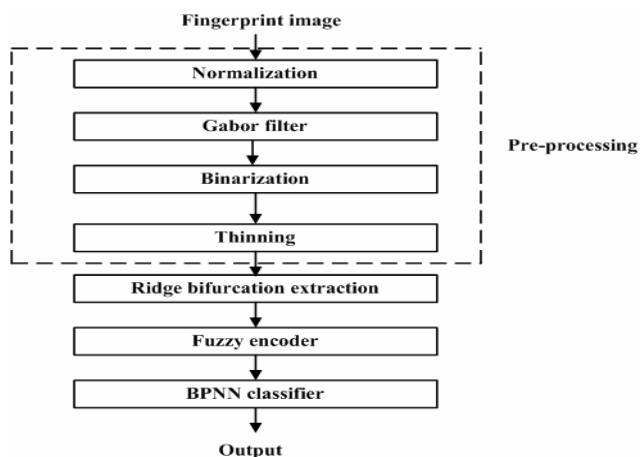 Fingerprint image
Normalization
Gabor filter
Pre-processing
Binarization
Thinning
Ridge bifurcation extraction
Fuzzy encoder
BPNN classifier
Output